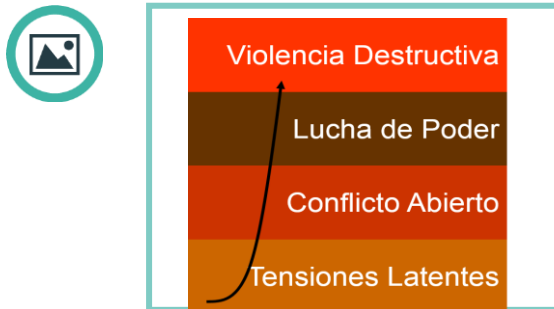 Violencia Destructiva
Lucha de Poder
Conflicto Abierto
Tensiones Latentes